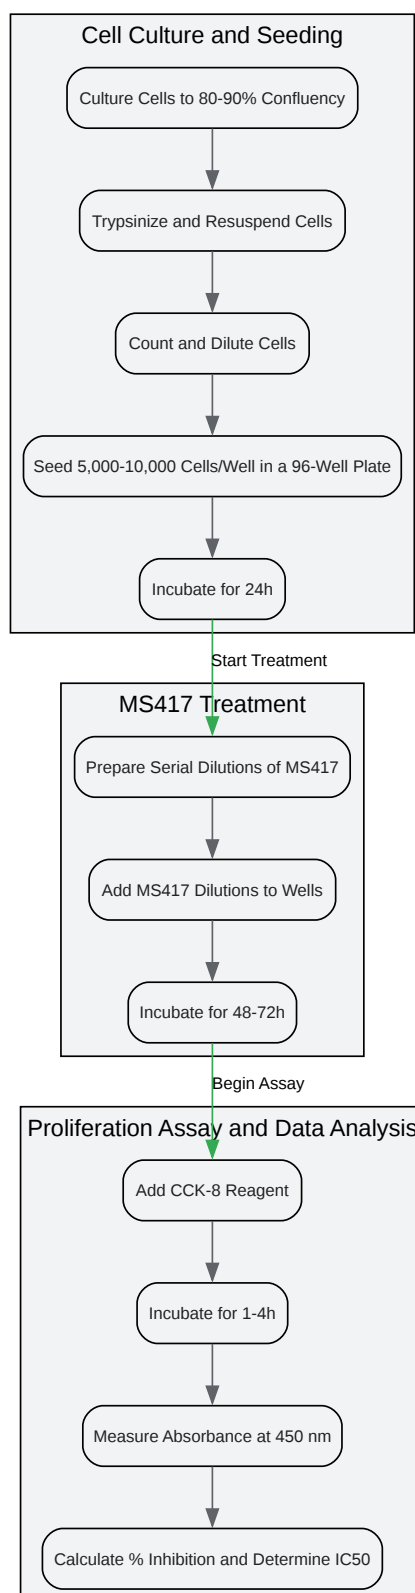 Cell Culture and Seeding
Culture Cells to 80-90% Confluency
Trypsinize and Resuspend Cells
Count and Dilute Cells
Seed 5,000-10,000 Cells/Well in a 96-Well Plate
Incubate for 24h
Start Treatment
MS417 Treatment
Prepare Serial Dilutions of MS417
Add MS417 Dilutions to Wells
Incubate for 48-72h
Begin Assay
Proliferation Assay and Data Analysis
Add CCK-8 Reagent
Incubate for 1-4h
Measure Absorbance at 450 nm
Calculate % Inhibition and Determine IC50